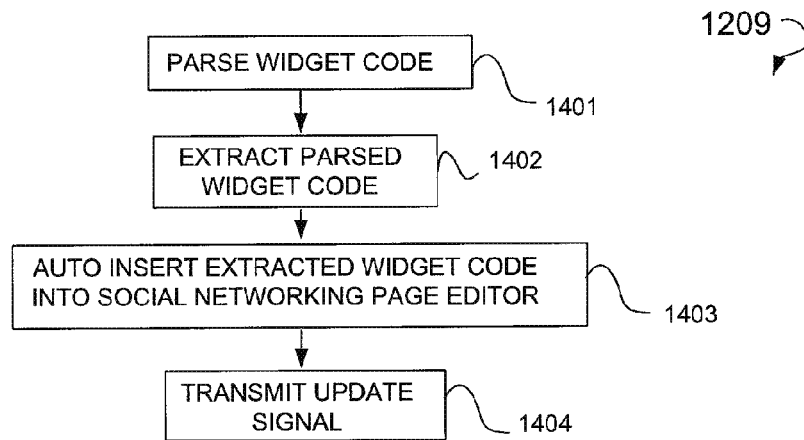 1209
PARSE WIDGET CODE
1401
EXTRACT PARSED
WIDGET CODE
1402
AUTO INSERT EXTRACTED WIDGET CODE
INTO SOCIAL NETWORKING PAGE EDITOR
1403
TRANSMIT UPDATE
SIGNAL
1404